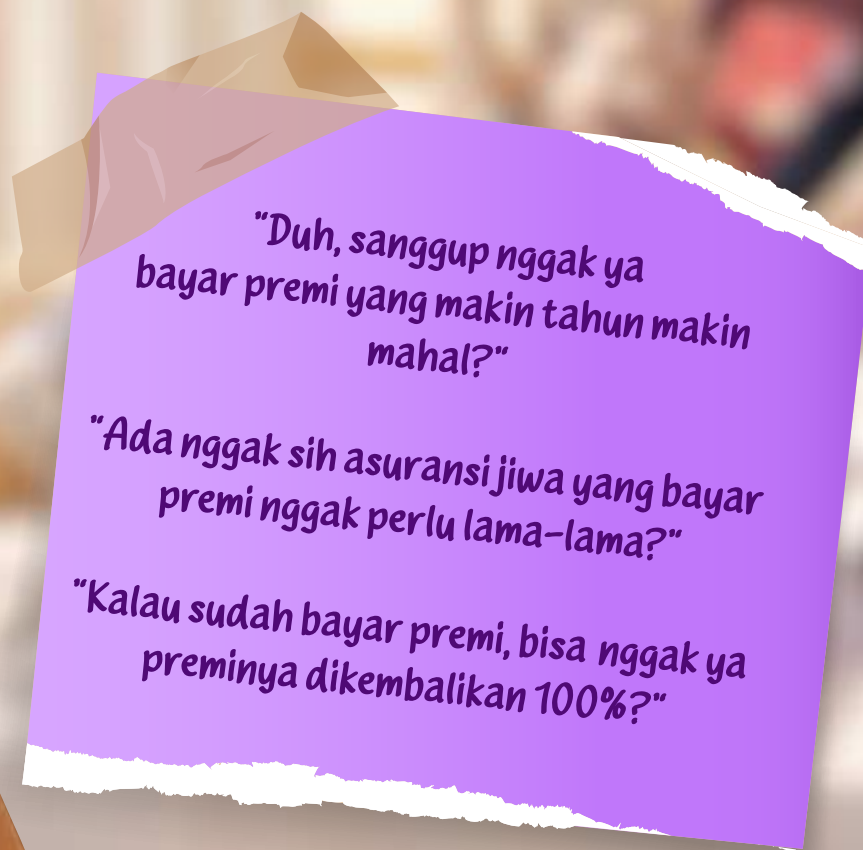 "Duh, sanggup nggak ya
bayar premi yang makin tahun makin
mahal?"
"Ada nggak sih asuransi jiwa yang bayar
premi nggak perlu lama-lama?"
"Kalau sudah bayar premi, bisa nggak ya
preminya dikembalikan 100%?"